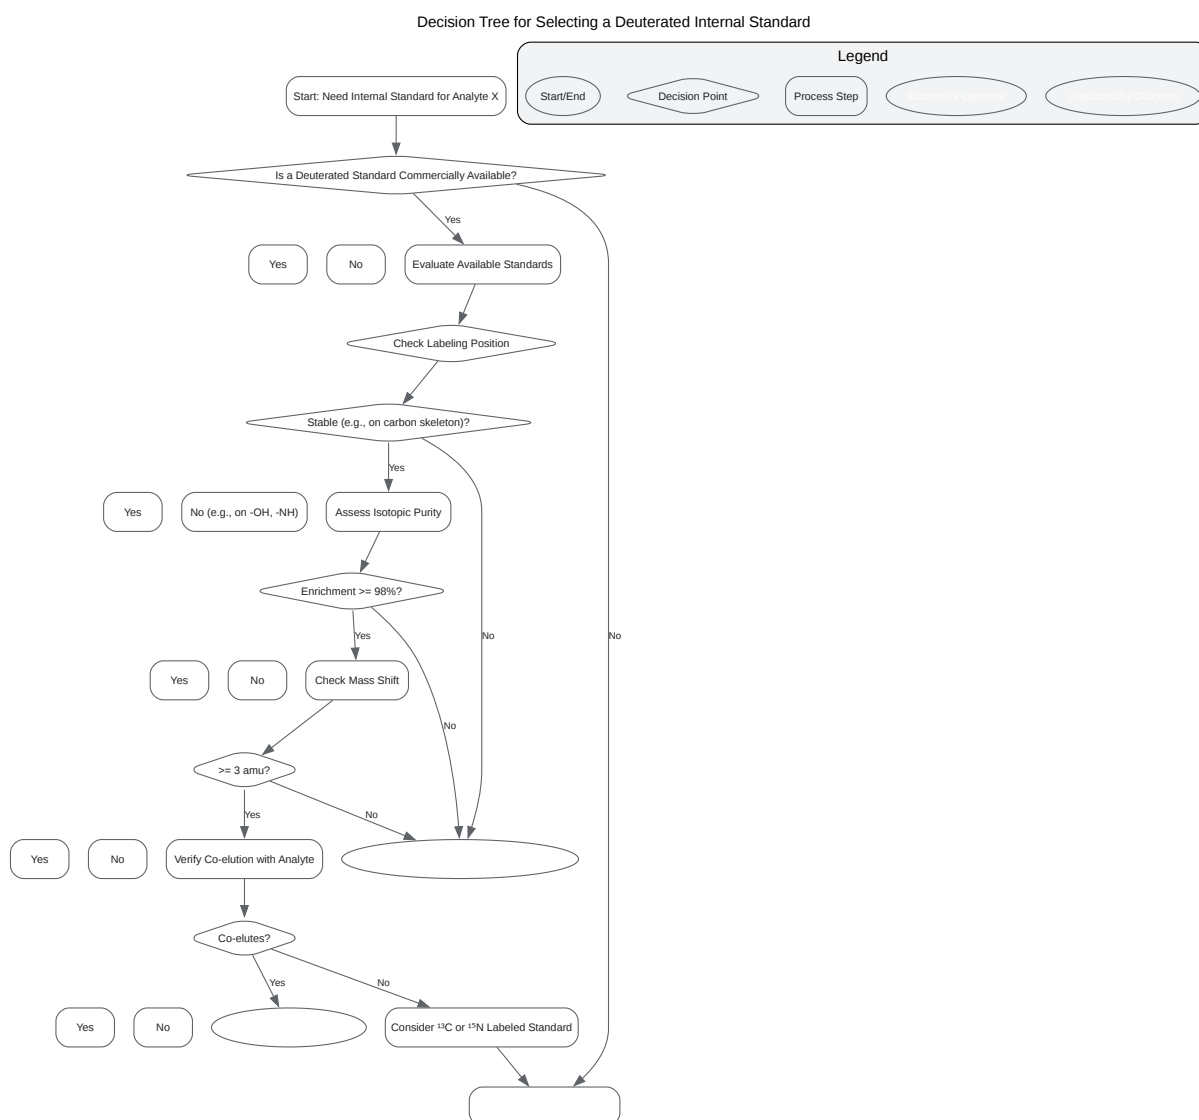 Decision Tree for Selecting a Deuterated Internal Standard
Legend
Start: Need Internal Standard for Analyte X
Start/End
Decision Point
Process Step
Successful Outcome
Unsuccessful Outcome
Is a Deuterated Standard Commercially Available?
Yes
Yes
No
Evaluate Available Standards
Check Labeling Position
Stable (e.g., on carbon skeleton)?
Yes
Yes
No (e.g., on -OH, -NH)
Assess Isotopic Purity
Enrichment >= 98%?
Yes
No
No
Yes
No
Check Mass Shift
No
>= 3 amu?
Yes
No
Yes
No
Verify Co-elution with Analyte
Co-elutes?
Yes
No
Yes
No
Consider ¹³C or ¹⁵N Labeled Standard